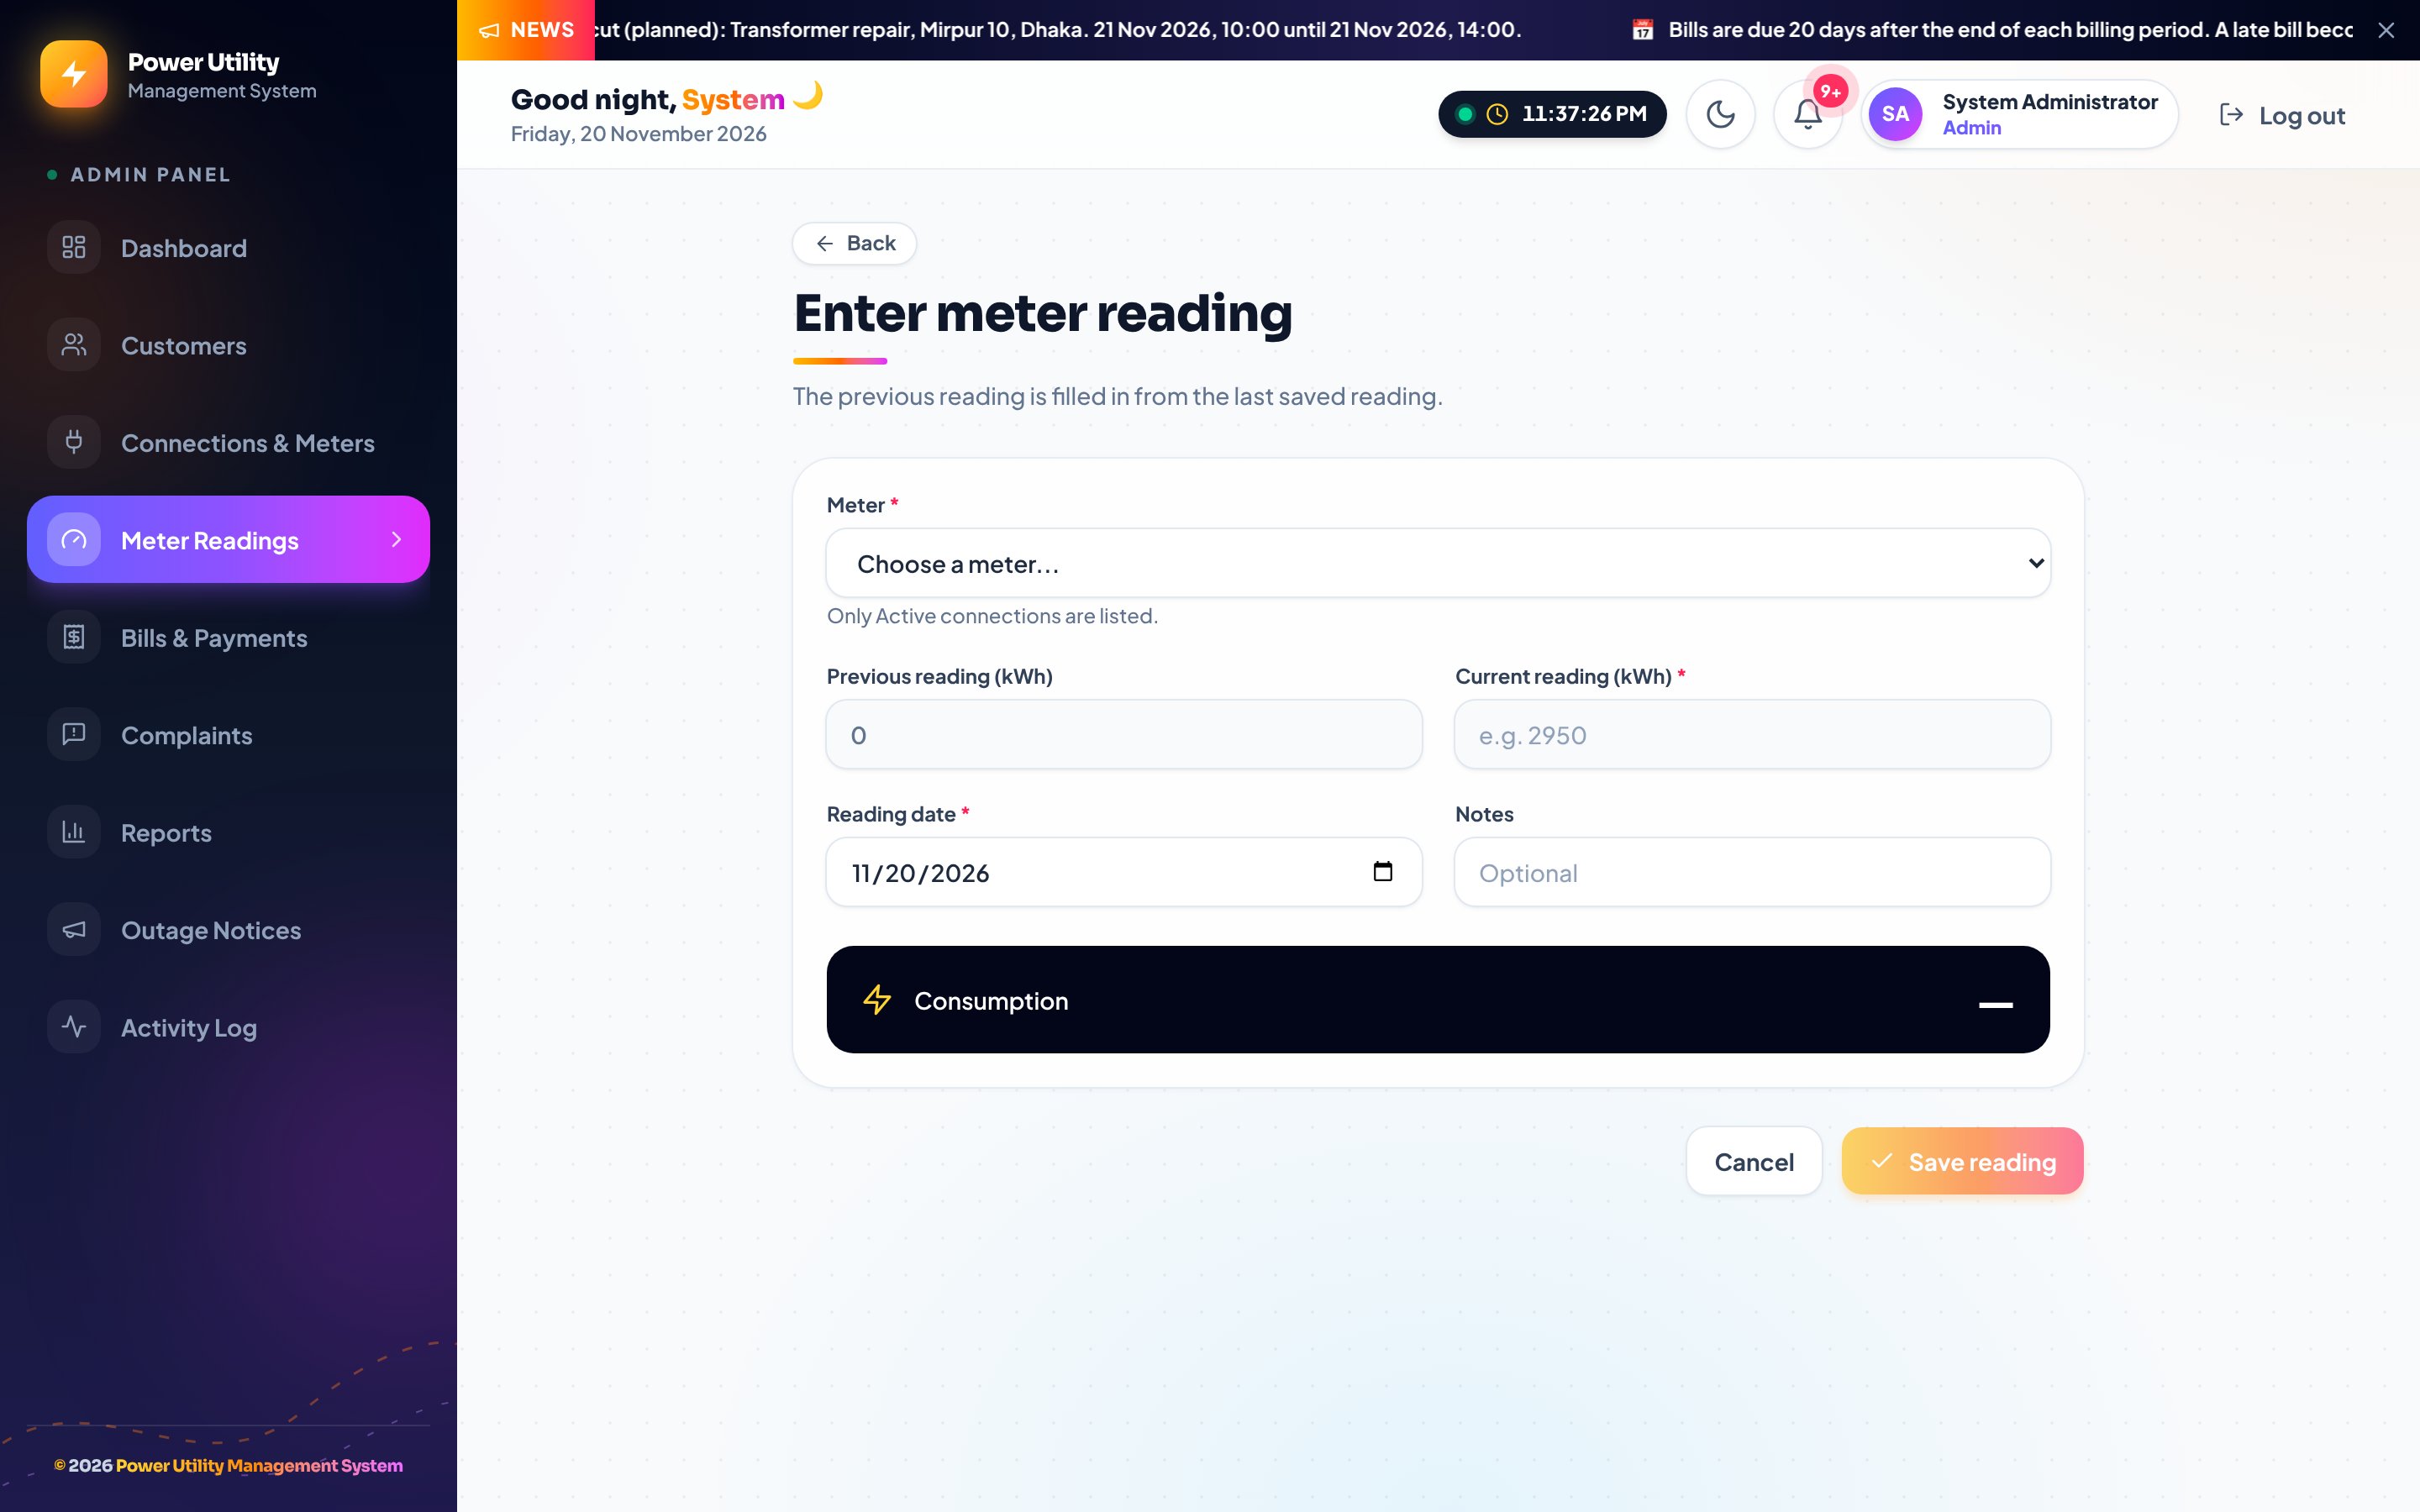 Power Utility
Management System
ADMIN PANEL
Dashboard
Customers
Connections & Meters
Meter Readings
Bills & Payments
Complaints
Reports
Outage Notices
Activity Log
© 2026 Power Utility Management System
NEWS
(planned): Transformer repair, Mirpur 10, Dhaka. 21 Nov 2026, 10:00 until 21 Nov 2026, 14:00.
Bills are due 20 days after the end of each billing period. A late bill
Good night, System
Friday, 20 November 2026
11:37:26 PM
9+
SA
System Administrator
Admin
Log out
Back
Enter meter reading
The previous reading is filled in from the last saved reading.
Meter *
Choose a meter...
Only Active connections are listed.
Previous reading (kWh)
0
Current reading (kWh) *
e.g. 2950
Reading date *
11/20/2026
Notes
Optional
Consumption
—
Cancel
Save reading